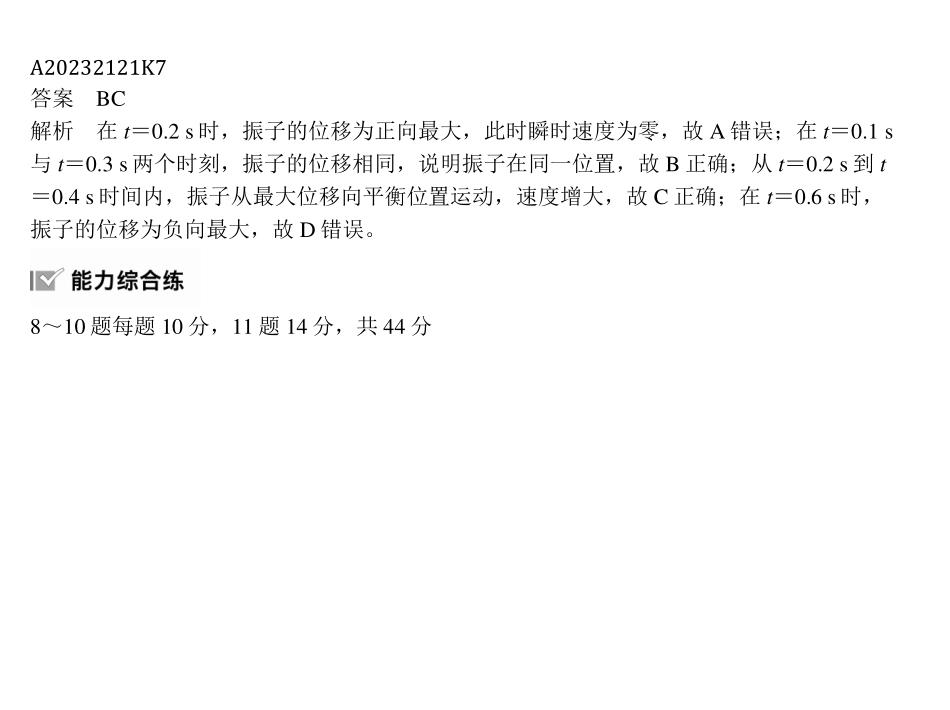 A20232121K7
答案　BC
解析　在 t＝0.2 s 时，振子的位移为正向最大，此时瞬时速度为零，故 A 错误；在 t＝0.1 s
与 t＝0.3 s 两个时刻，振子的位移相同，说明振子在同一位置，故 B 正确；从 t＝0.2 s 到 t
＝0.4 s 时间内，振子从最大位移向平衡位置运动，速度增大，故 C 正确；在 t＝0.6 s 时，
振子的位移为负向最大，故 D 错误。
能力综合练
8～10 题每题 10 分，11 题 14 分，共 44 分